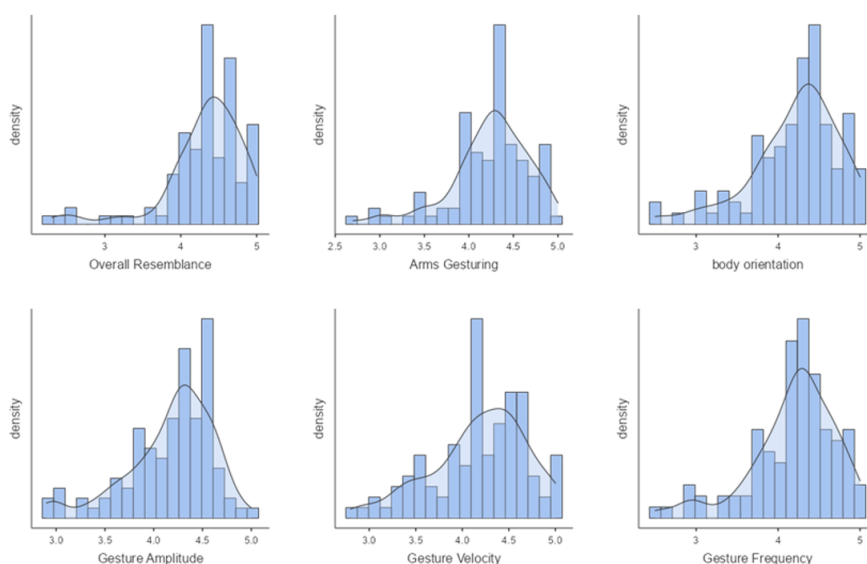 density
3 4 5
Overall Resemblance
density
2.5 3.0 3.5 4.0 4.5 5.0
Arms Gesturing
density
3 4 5
body orientation
density
3.0 3.5 4.0 4.5 5.0
Gesture Amplitude
density
3.0 3.5 4.0 4.5 5.0
Gesture Velocity
density
3 4 5
Gesture Frequency